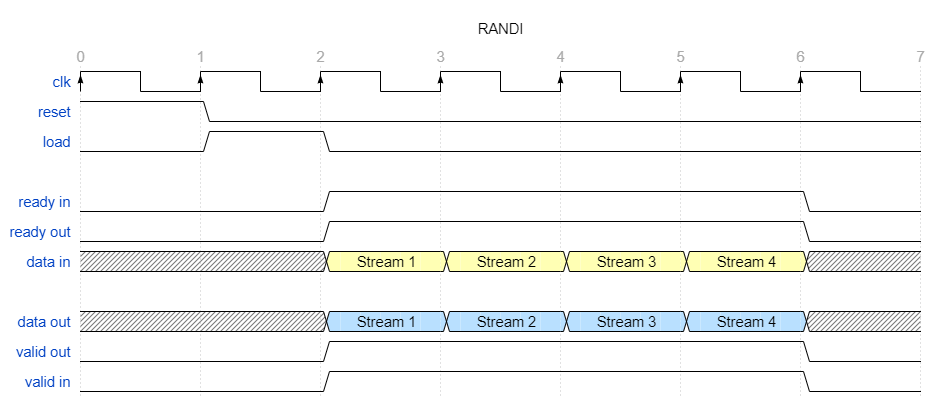 RANDI
0 1 2 3 4 5 6 7
clk
reset
load
ready in
ready out
data in Stream 1 Stream 2 Stream 3 Stream 4
data out Stream 1 Stream 2 Stream 3 Stream 4
valid out
valid in